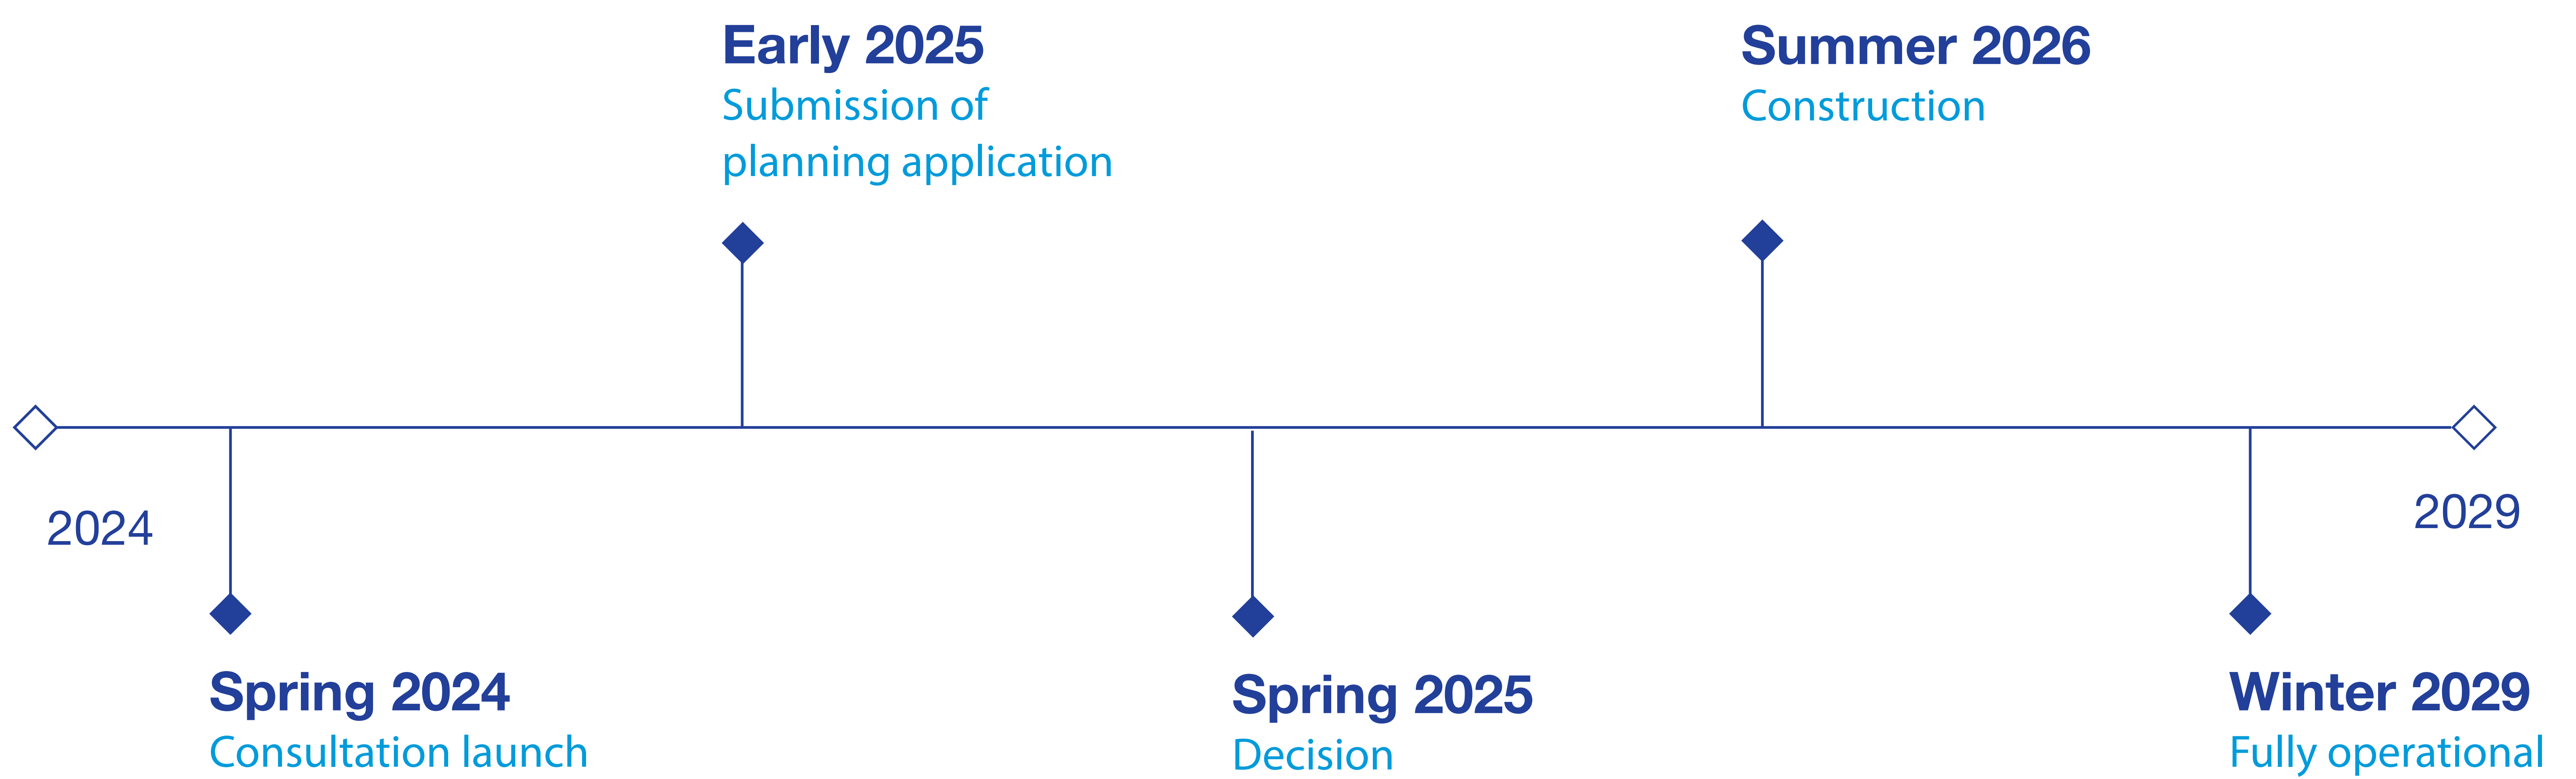 Early 2025
Submission of
planning application
Summer 2026
Construction
2024
2029
Spring 2024
Consultation launch
Spring 2025
Decision
Winter 2029
Fully operational